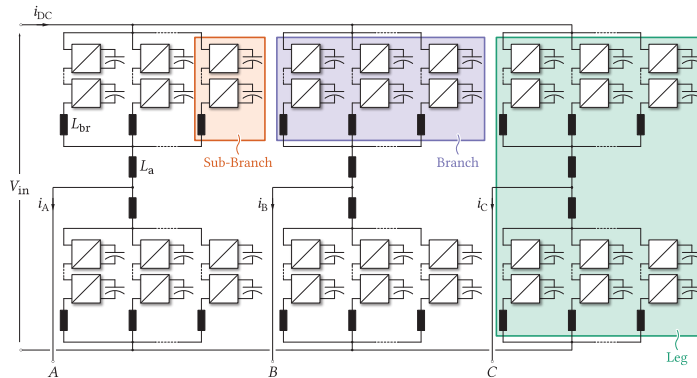 i_DC
L_br
Sub-Branch
Branch
L_a
V_in
i_A
i_B
i_C
Leg
A
B
C